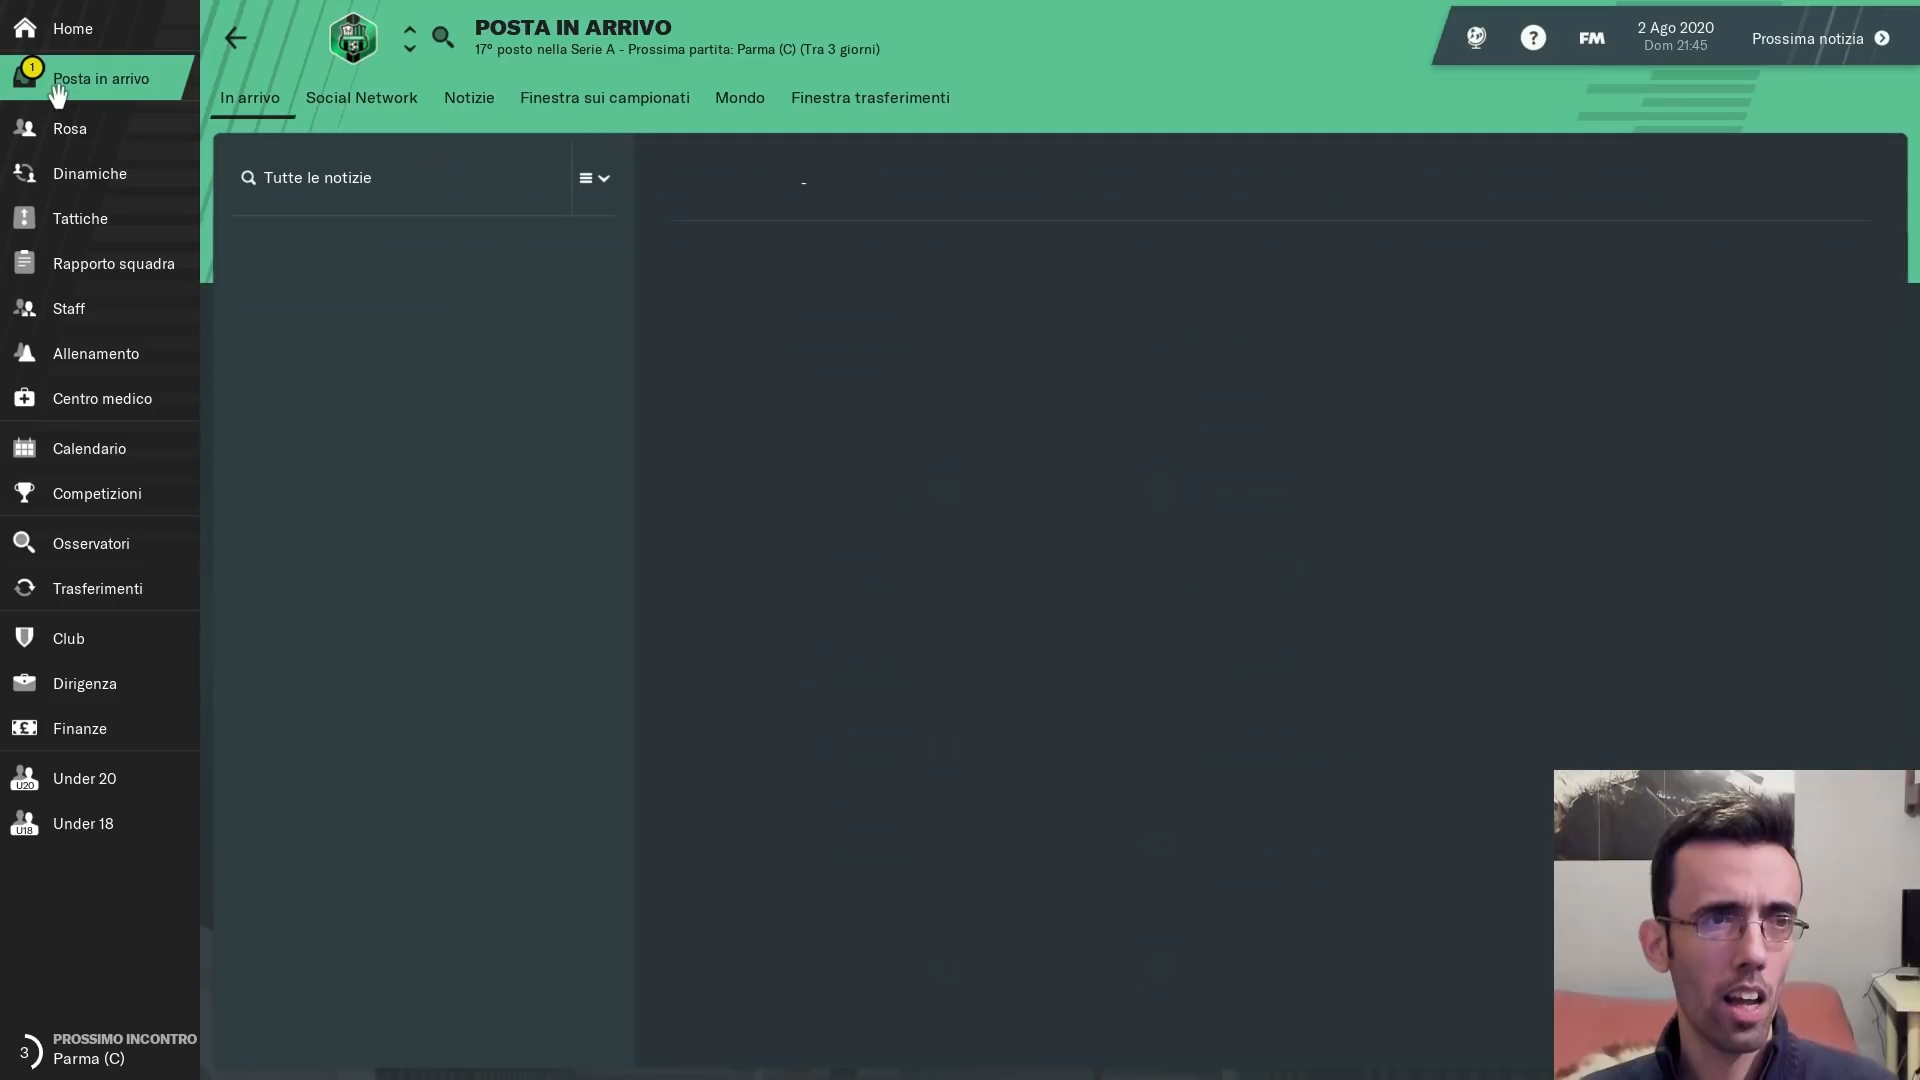 Home
1
Posta in arrivo
Rosa
Dinamiche
Tattiche
Rapporto squadra
Staff
Allenamento
Centro medico
Calendario
Competizioni
Osservatori
Trasferimenti
Club
Dirigenza
Finanze
U20
Under 20
U18
Under 18
3
PROSSIMO INCONTRO
Parma (C)
POSTA IN ARRIVO
17° posto nella Serie A - Prossima partita: Parma (C) (Tra 3 giorni)
In arrivo Social Network Notizie Finestra sui campionati Mondo Finestra trasferimenti
FM
2 Ago 2020
Dom 21:45
Prossima notizia
Tutte le notizie
-